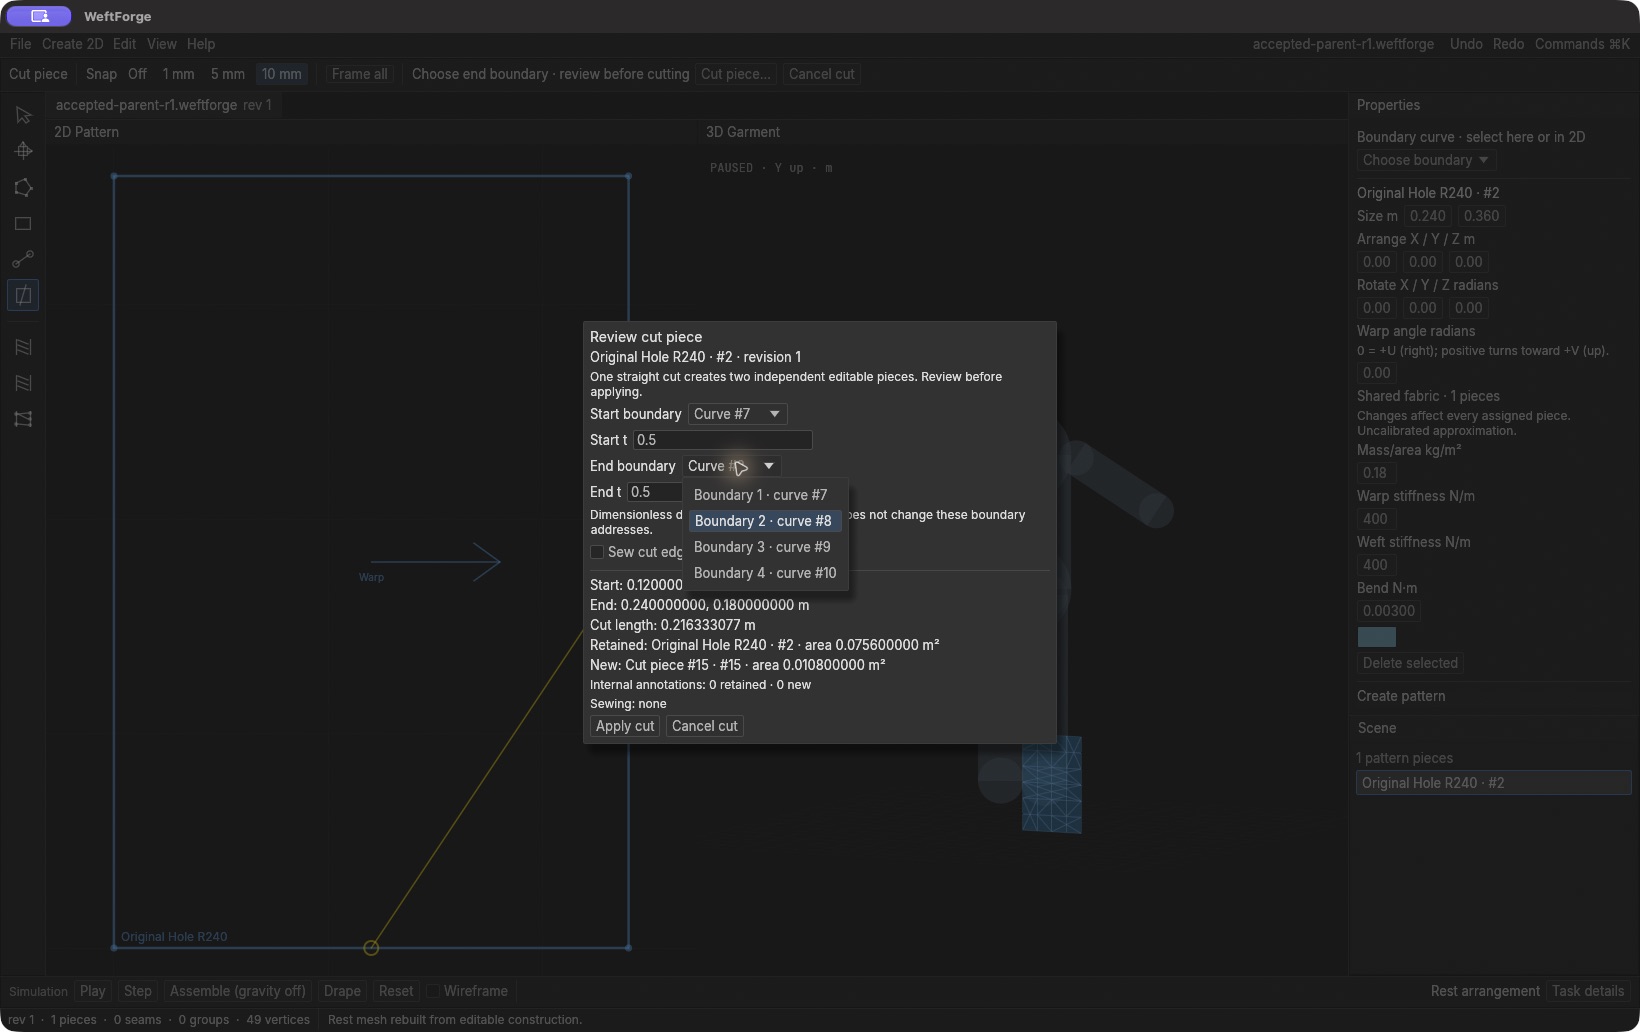 WeftForge
File Create 2D Edit View Help
accepted-parent-r1.weftforge Undo Redo Commands ⌘K
Cut piece Snap Off 1 mm 5 mm 10 mm Frame all Choose end boundary · review before cutting Cut piece... Cancel cut
accepted-parent-r1.weftforge rev 1
2D Pattern
Warp
Original Hole R240
3D Garment
PAUSED · Y up · m
Review cut piece
Original Hole R240 · #2 · revision 1
One straight cut creates two independent editable pieces. Review before
applying.
Start boundary Curve #7
Start t 0.5
End boundary Curve
End t 0.5
Boundary 1 · curve #7
Boundary 2 · curve #8
Boundary 3 · curve #9
Boundary 4 · curve #10
Dimensionless not change these boundary
addresses.
Sew cut
Start: 0.120000
End: 0.240000000, 0.180000000 m
Cut length: 0.216333077 m
Retained: Original Hole R240 · #2 · area 0.075600000 m²
New: Cut piece #15 · #15 · area 0.010800000 m²
Internal annotations: 0 retained · 0 new
Sewing: none
Apply cut Cancel cut
Properties
Boundary curve · select here or in 2D
Choose boundary
Original Hole R240 · #2
Size m 0.240 0.360
Arrange X / Y / Z m
0.00 0.00 0.00
Rotate X / Y / Z radians
0.00 0.00 0.00
Warp angle radians
0 = +U (right); positive turns toward +V (up).
0.00
Shared fabric · 1 pieces
Changes affect every assigned piece.
Uncalibrated approximation.
Mass/area kg/m²
0.18
Warp stiffness N/m
400
Weft stiffness N/m
400
Bend N·m
0.00300
Delete selected
Create pattern
Scene
1 pattern pieces
Original Hole R240 · #2
Simulation Play Step Assemble (gravity off) Drape Reset Wireframe
Rest arrangement Task details
rev 1 · 1 pieces · 0 seams · 0 groups · 49 vertices Rest mesh rebuilt from editable construction.